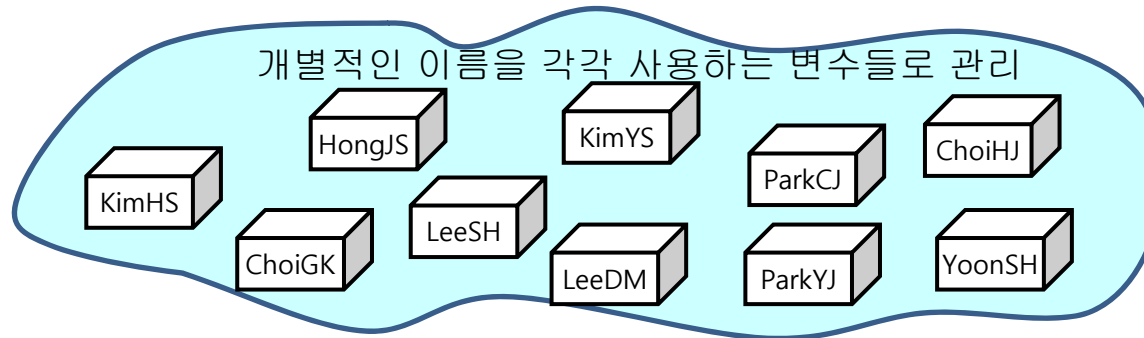 개별적인 이름을 각각 사용하는 변수들로 관리
HongJS
KimYS
ChoiHJ
ParkCJ
KimHS
LeeSH
ChoiGK
LeeDM
ParkYJ
YoonSH